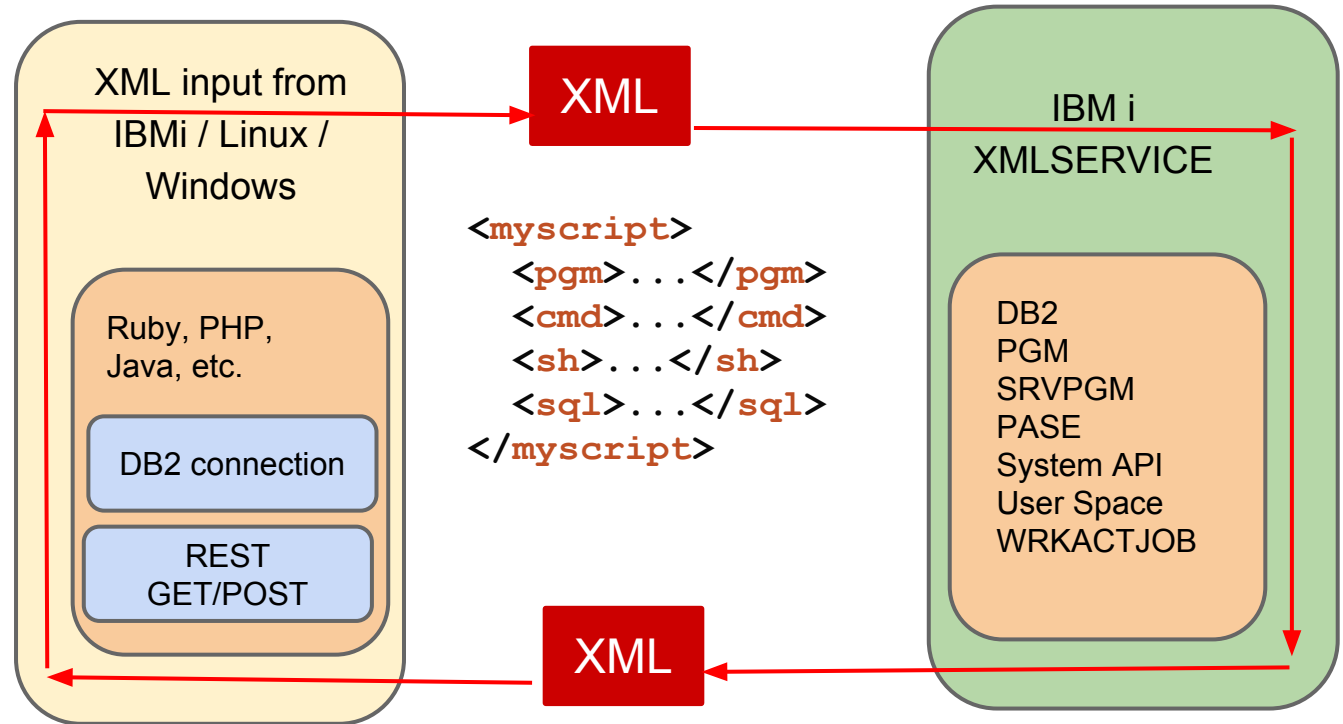 XML input from
IBMi / Linux /
Windows
Ruby, PHP,
Java, etc.
DB2 connection
REST
GET/POST
XML
<myscript>
<pgm>...</pgm>
<cmd>...</cmd>
<sh>...</sh>
<sql>...</sql>
</myscript>
XML
IBM i
XMLSERVICE
DB2
PGM
SRVPGM
PASE
System API
User Space
WRKACTJOB